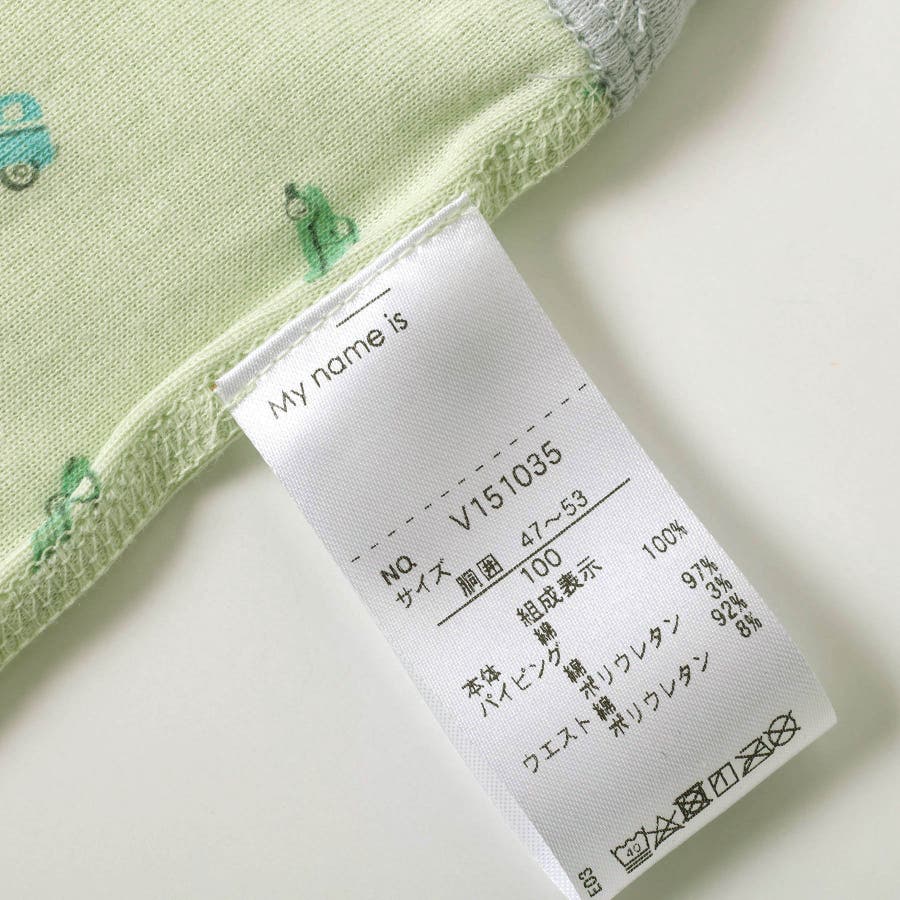 My name is
NO. V151035
サイズ 胴囲 47〜53
100
組成表示
本体 綿 100%
パイピング 綿 97%
ポリウレタン 3%
ウエスト 綿 92%
ポリウレタン 8%
40
E03